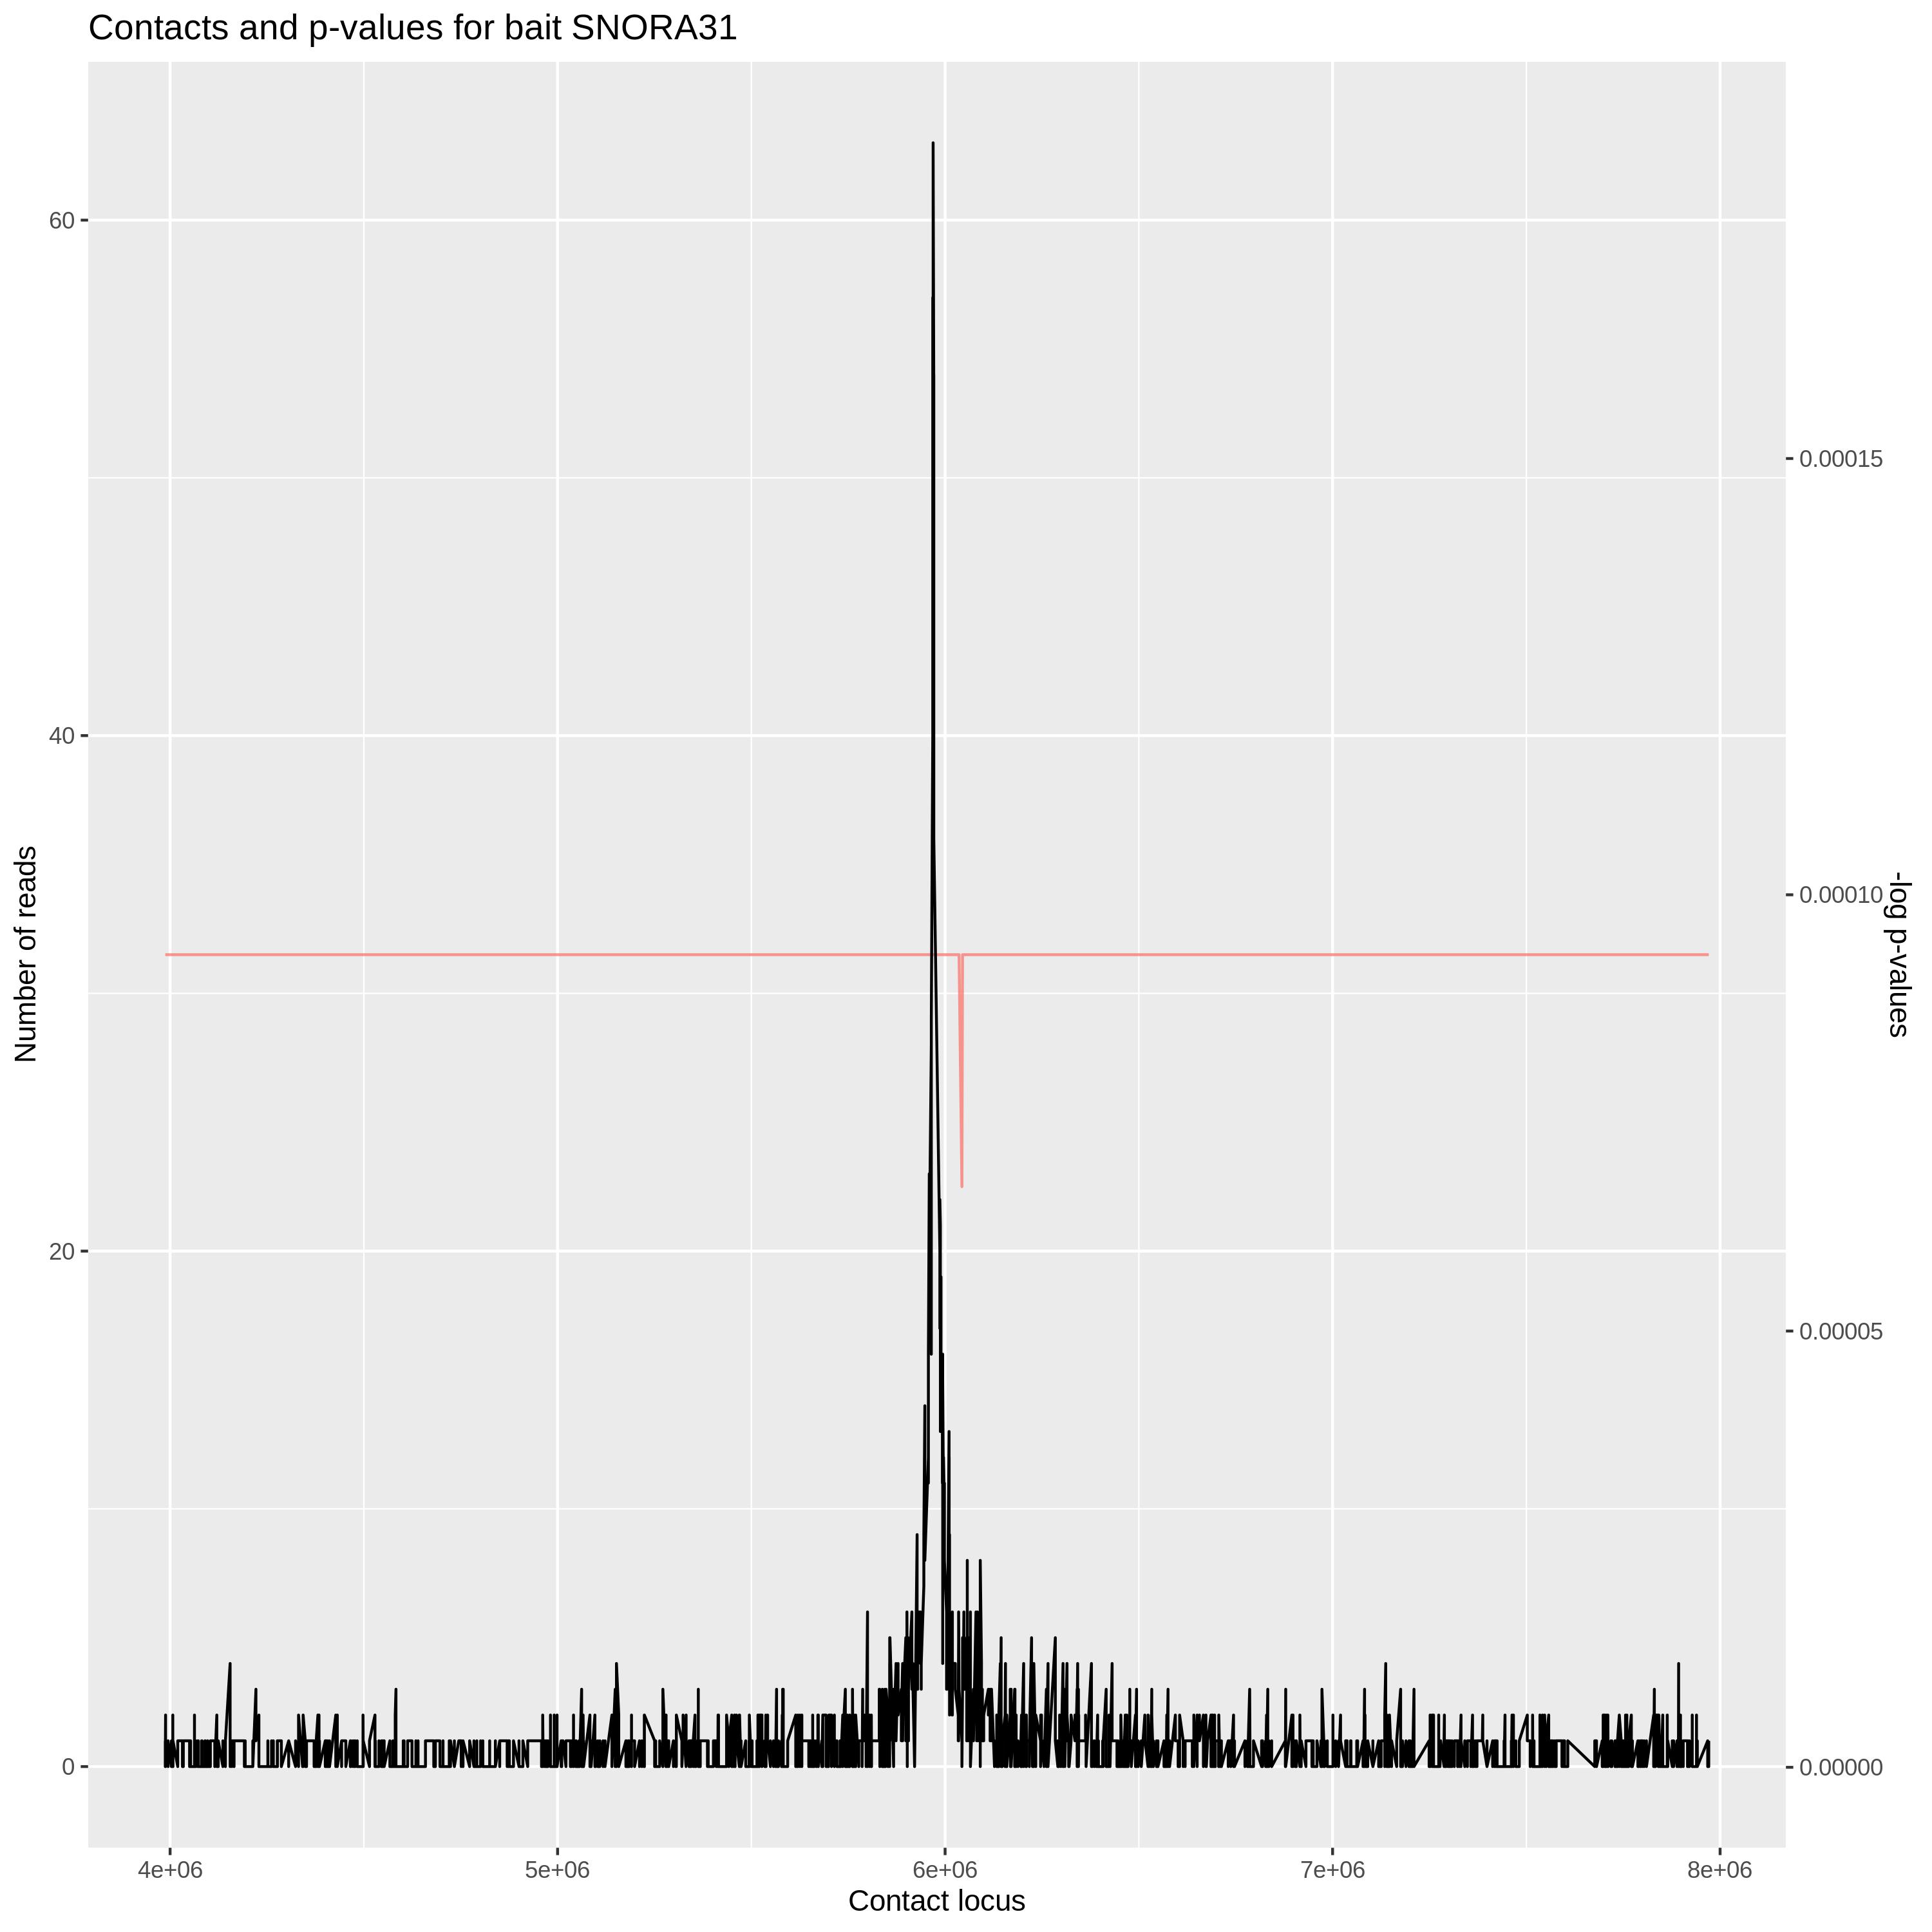 Contacts and p-values for bait SNORA31
Number of reads
60
40
20
0
0.00015
0.00010
0.00005
0.00000
-log p-values
4e+06 5e+06 6e+06 7e+06 8e+06
Contact locus